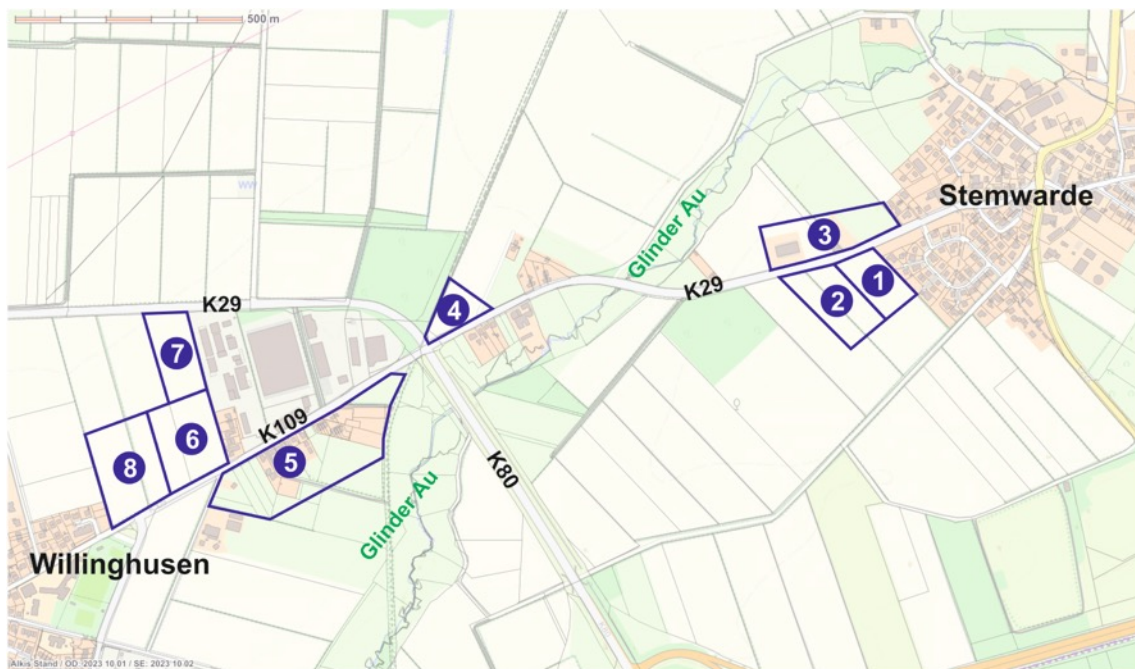 500 m
Stemwarde
Glinder Au
3
1
2
K29
K29
4
WW
7
K109
6
8
5
K80
Glinder Au
Willinghusen
Alkis Stand / OD :2023 10.01 / SE: 2023 10.02